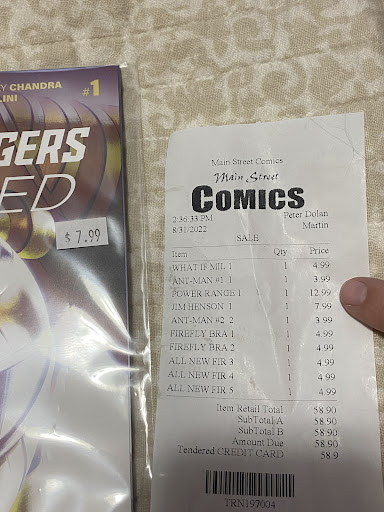 Y CHANDRA
LINI
#1
GERS
ED
$ 7.99
Main Street Comics
Main Street
COMICS
2:36:33 PM Peter Dolan
8/31/2022 Martin
SALE
Item Qty Price
WHAT IF MIL 1 1 4.99
ANT-MAN #1 1 1 3.99
POWER RANGE 1 1 12.99
JIM HENSON 1 1 7.99
ANT-MAN #2 2 1 3.99
FIREFLY BRA 1 1 4.99
FIREFLY BRA 2 1 4.99
ALL NEW FIR 3 1 4.99
ALL NEW FIR 4 1 4.99
ALL NEW FIR 5 1 4.99
Item Retail Total 58.90
SubTotal A 58.90
SubTotal B 58.90
Amount Due 58.90
Tendered CREDIT CARD 58.9
TRN197004